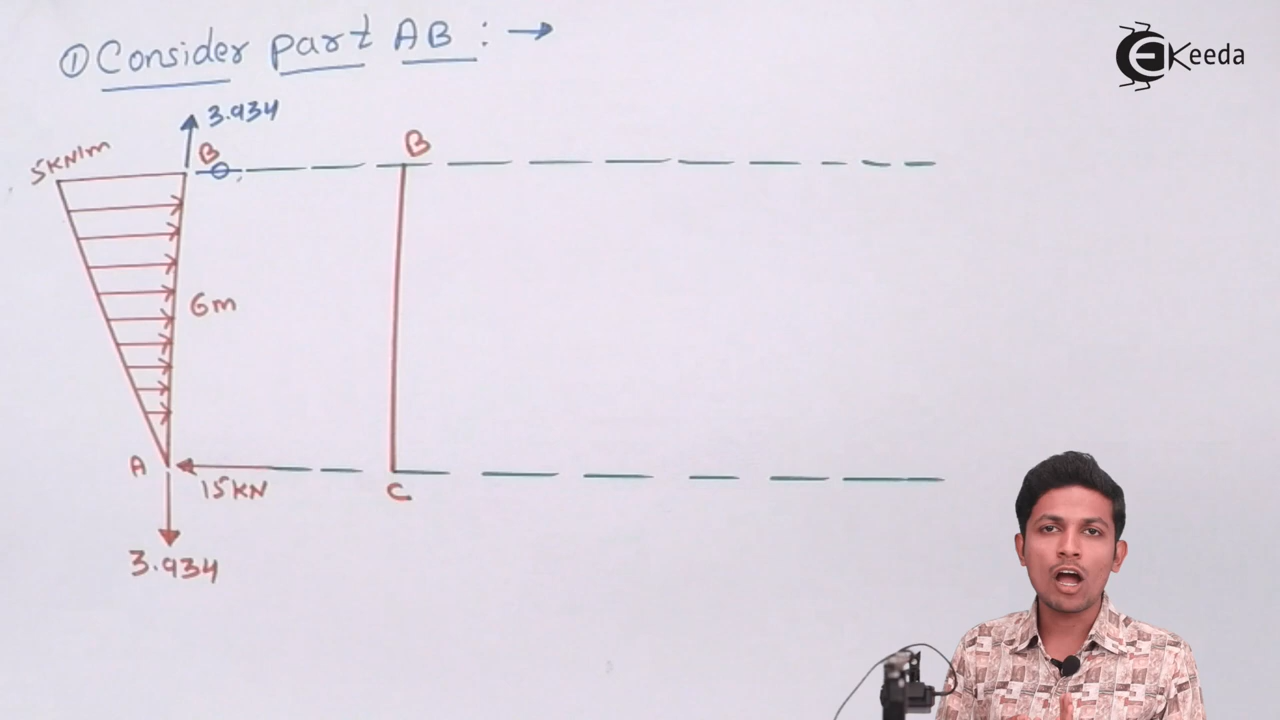 ① Consider part AB : →
EKeeda
3.934
5KN/m
B
B
6m
A
15KN
C
3.934